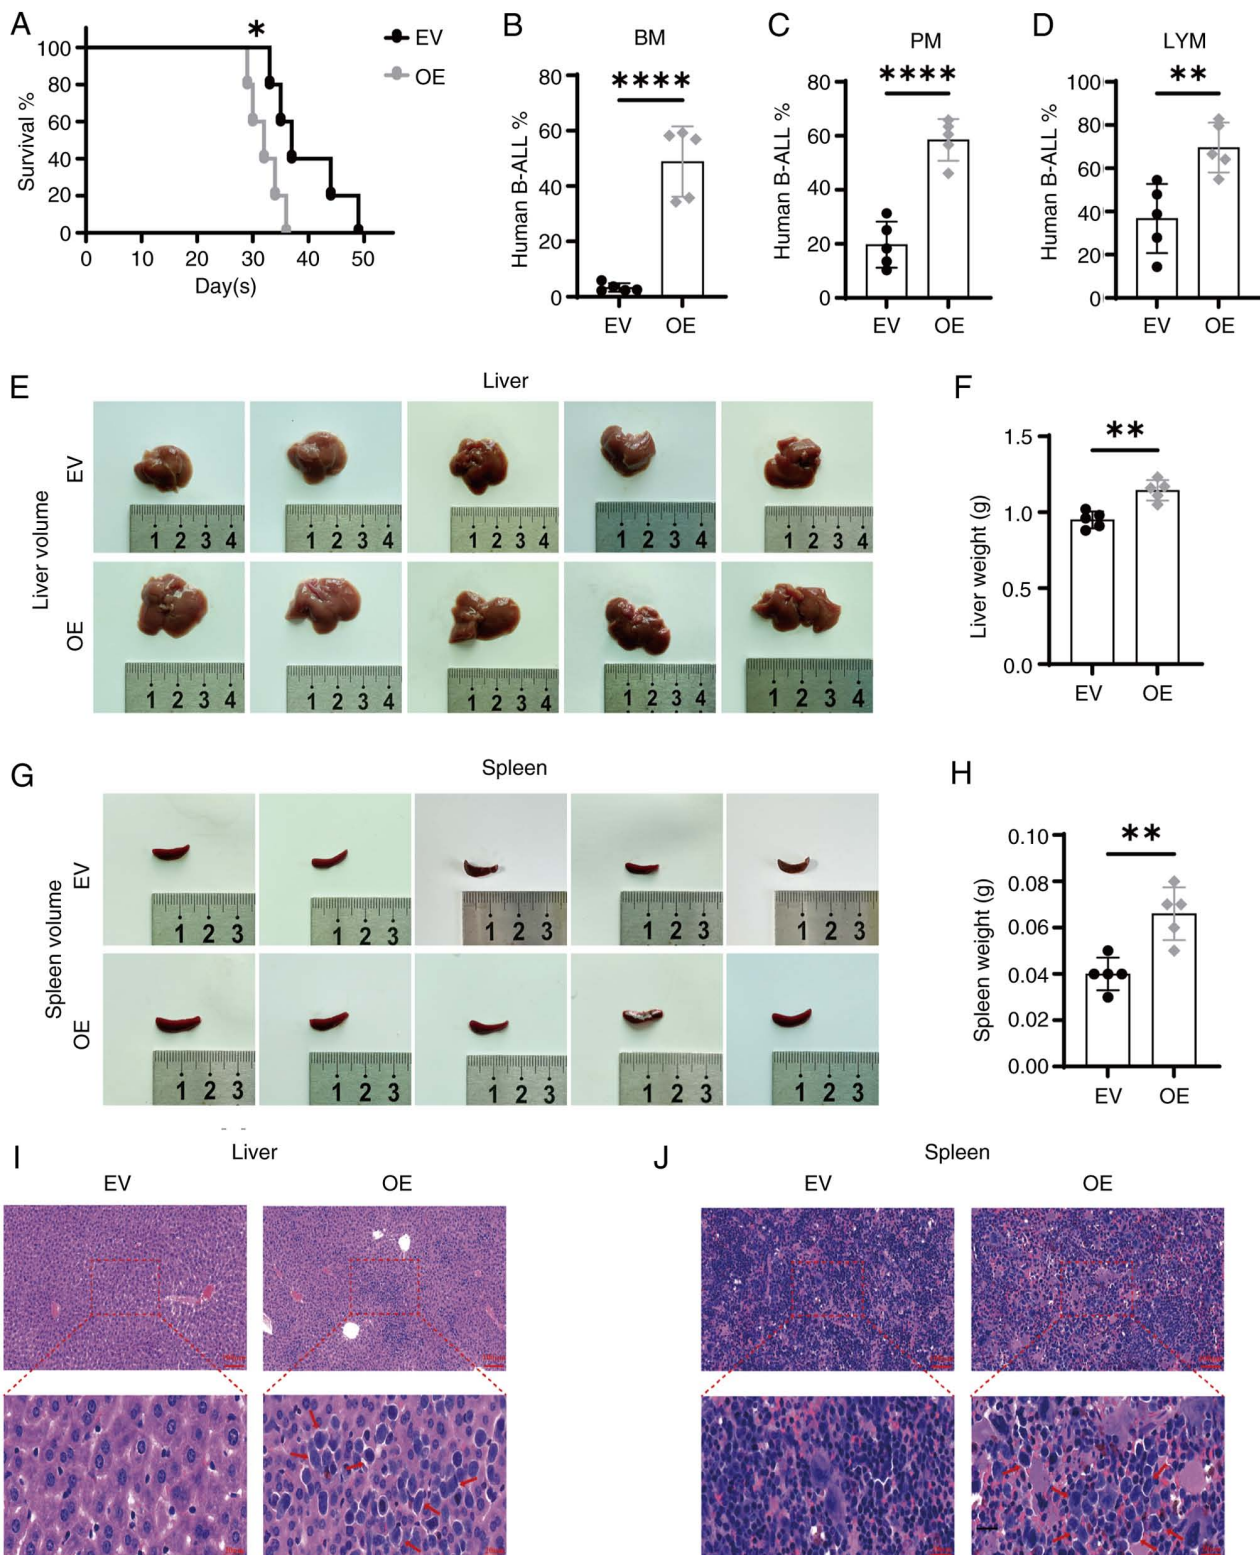 A
Survival %
100
80
60
40
20
0
0 10 20 30 40 50
Day(s)
*
EV
OE
B
BM
****
Human B-ALL %
80
60
40
20
0
EV OE
C
PM
****
Human B-ALL %
80
60
40
20
0
EV OE
D
LYM
**
Human B-ALL %
100
80
60
40
20
0
EV OE
E
Liver
Liver volume
EV
1 2 3 4
1 2 3 4
1 2 3 4
1 2 3 4
1 2 3 4
OE
1 2 3 4
1 2 3 4
1 2 3 4
1 2 3 4
1 2 3 4
F
**
Liver weight (g)
1.5
1.0
0.5
0.0
EV OE
G
Spleen
Spleen volume
EV
1 2 3
1 2 3
1 2 3
1 2 3
1 2 3
OE
1 2 3
1 2 3
1 2 3
1 2 3
1 2 3
H
**
Spleen weight (g)
0.10
0.08
0.06
0.04
0.02
0.00
EV OE
I
Liver
EV OE
J
Spleen
EV OE